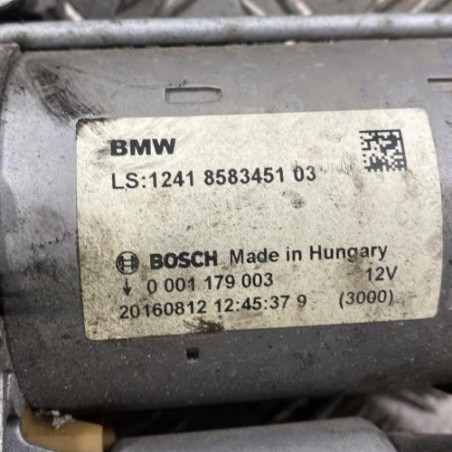 BMW
LS:1241 8583451 03
BOSCH Made in Hungary
0 001 179 003 12V
20160812 12:45:37 9 (3000)